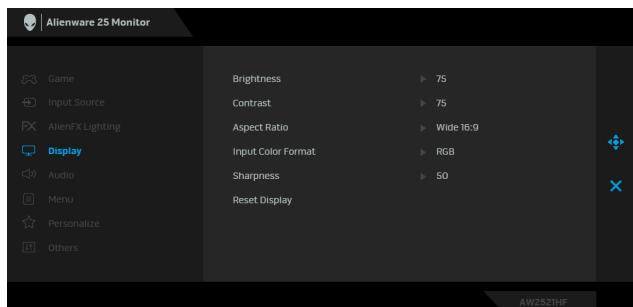 Alienware 25 Monitor
Game
Input Source
AlienFX Lighting
Display
Audio
Menu
Personalize
Others
Brightness 75
Contrast 75
Aspect Ratio Wide 16:9
Input Color Format RGB
Sharpness 50
Reset Display
AW2521HF